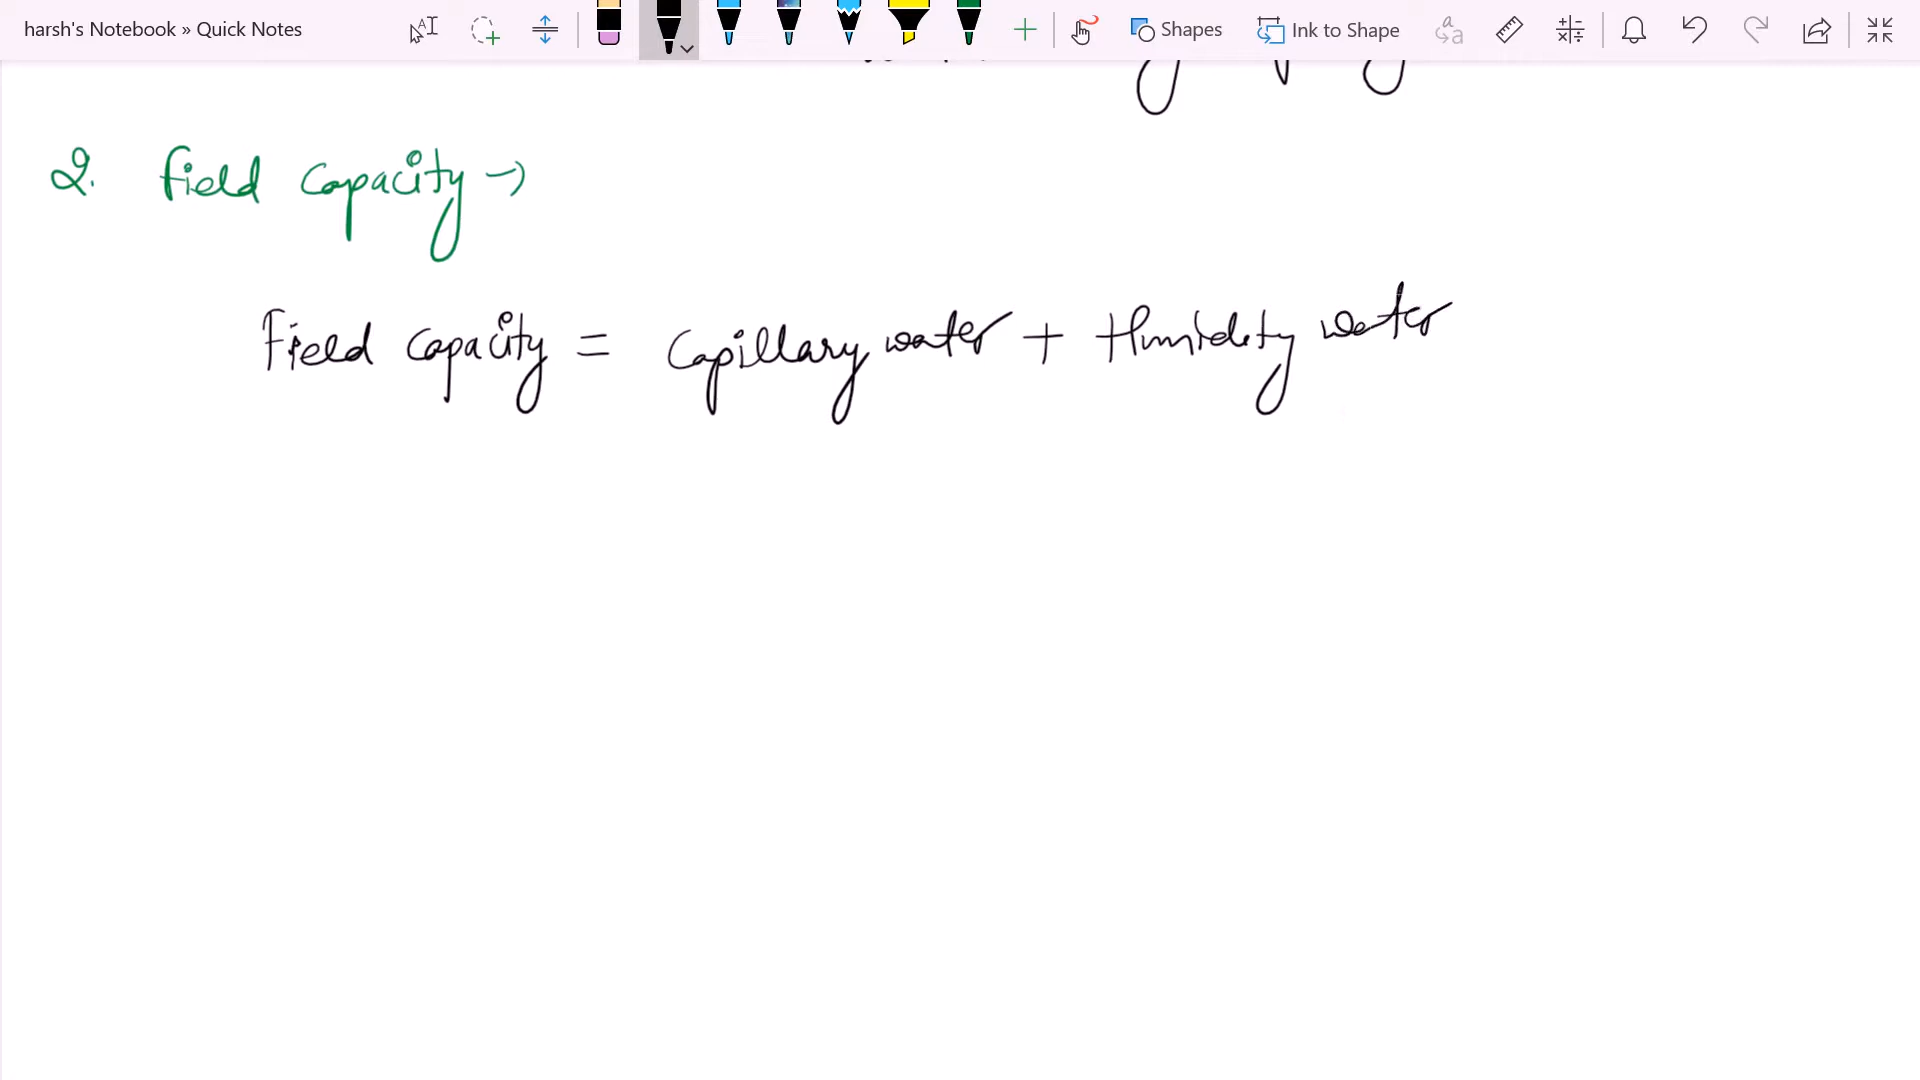 harsh's Notebook » Quick Notes Shapes Ink to Shape
2. field capacity →
Field capacity = Capillary water + Humidity water